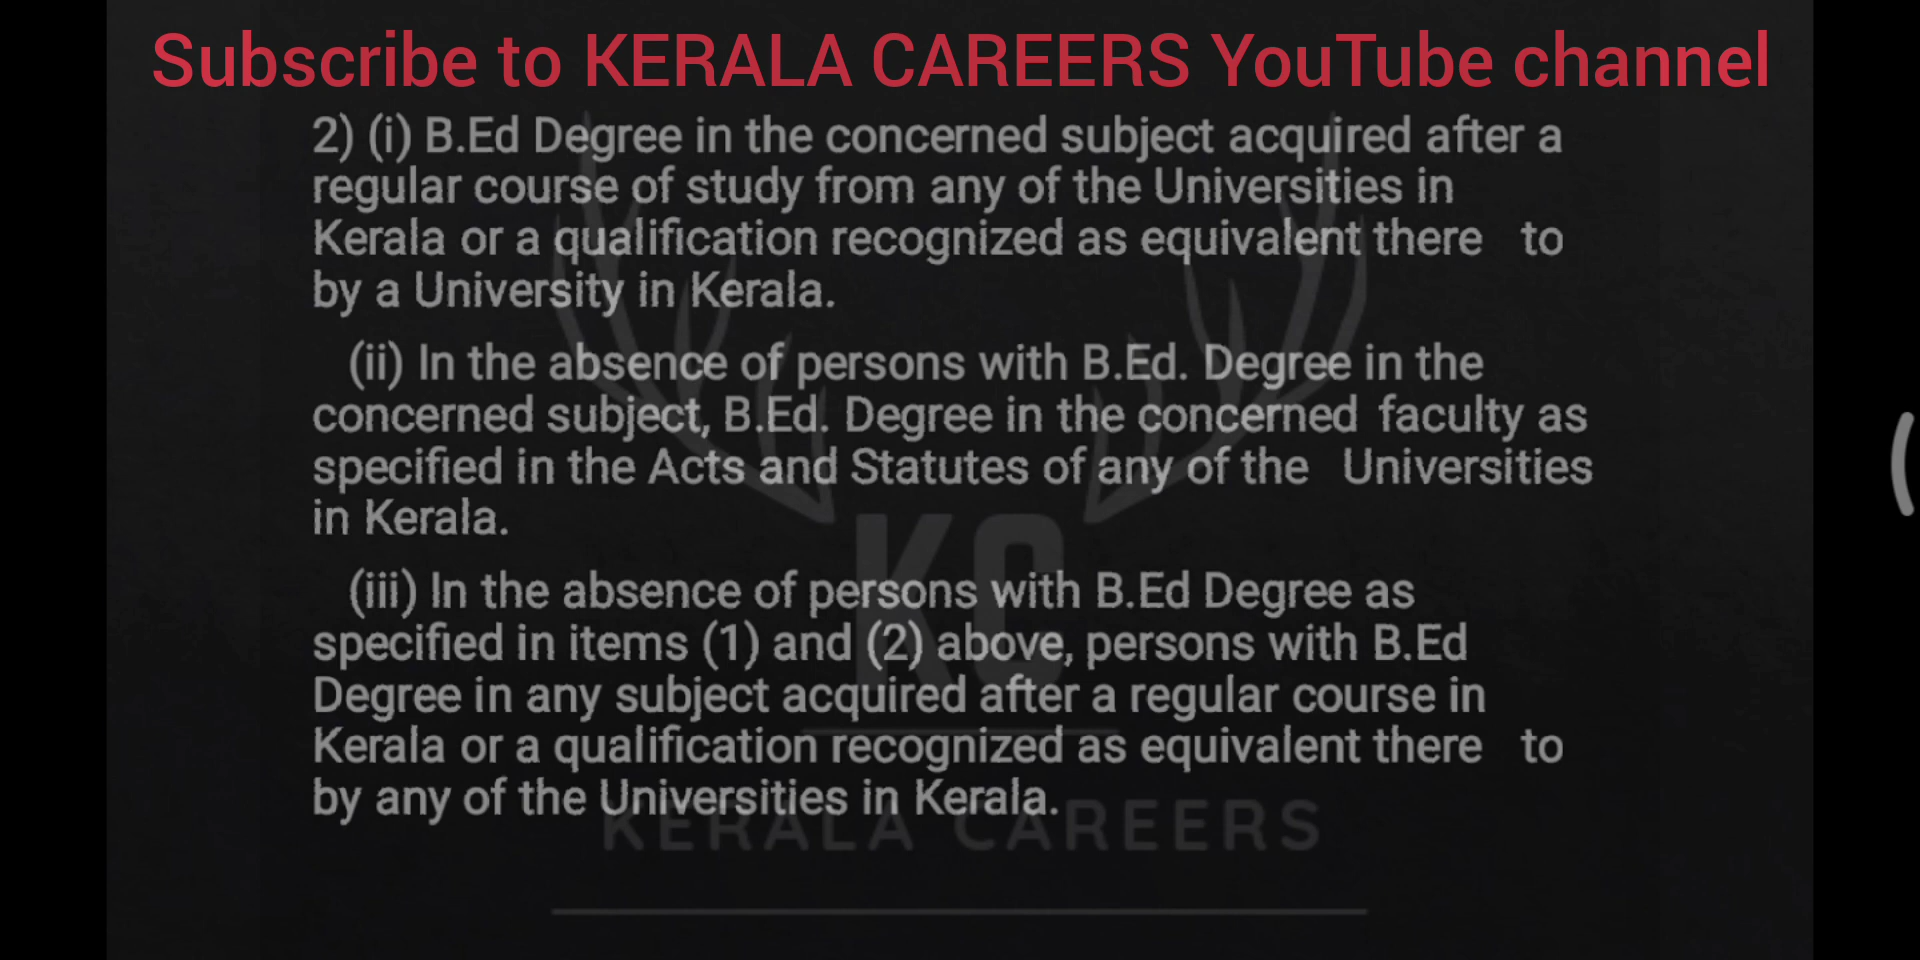 Subscribe to KERALA CAREERS YouTube channel
2) (i) B.Ed Degree in the concerned subject acquired after a
regular course of study from any of the Universities in
Kerala or a qualification recognized as equivalent there to
by a University in Kerala.
(ii) In the absence of persons with B.Ed. Degree in the
concerned subject, B.Ed. Degree in the concerned faculty as
specified in the Acts and Statutes of any of the Universities
in Kerala.
(iii) In the absence of persons with B.Ed Degree as
specified in items (1) and (2) above, persons with B.Ed
Degree in any subject acquired after a regular course in
Kerala or a qualification recognized as equivalent there to
by any of the Universities in Kerala.
KC
KERALA CAREERS